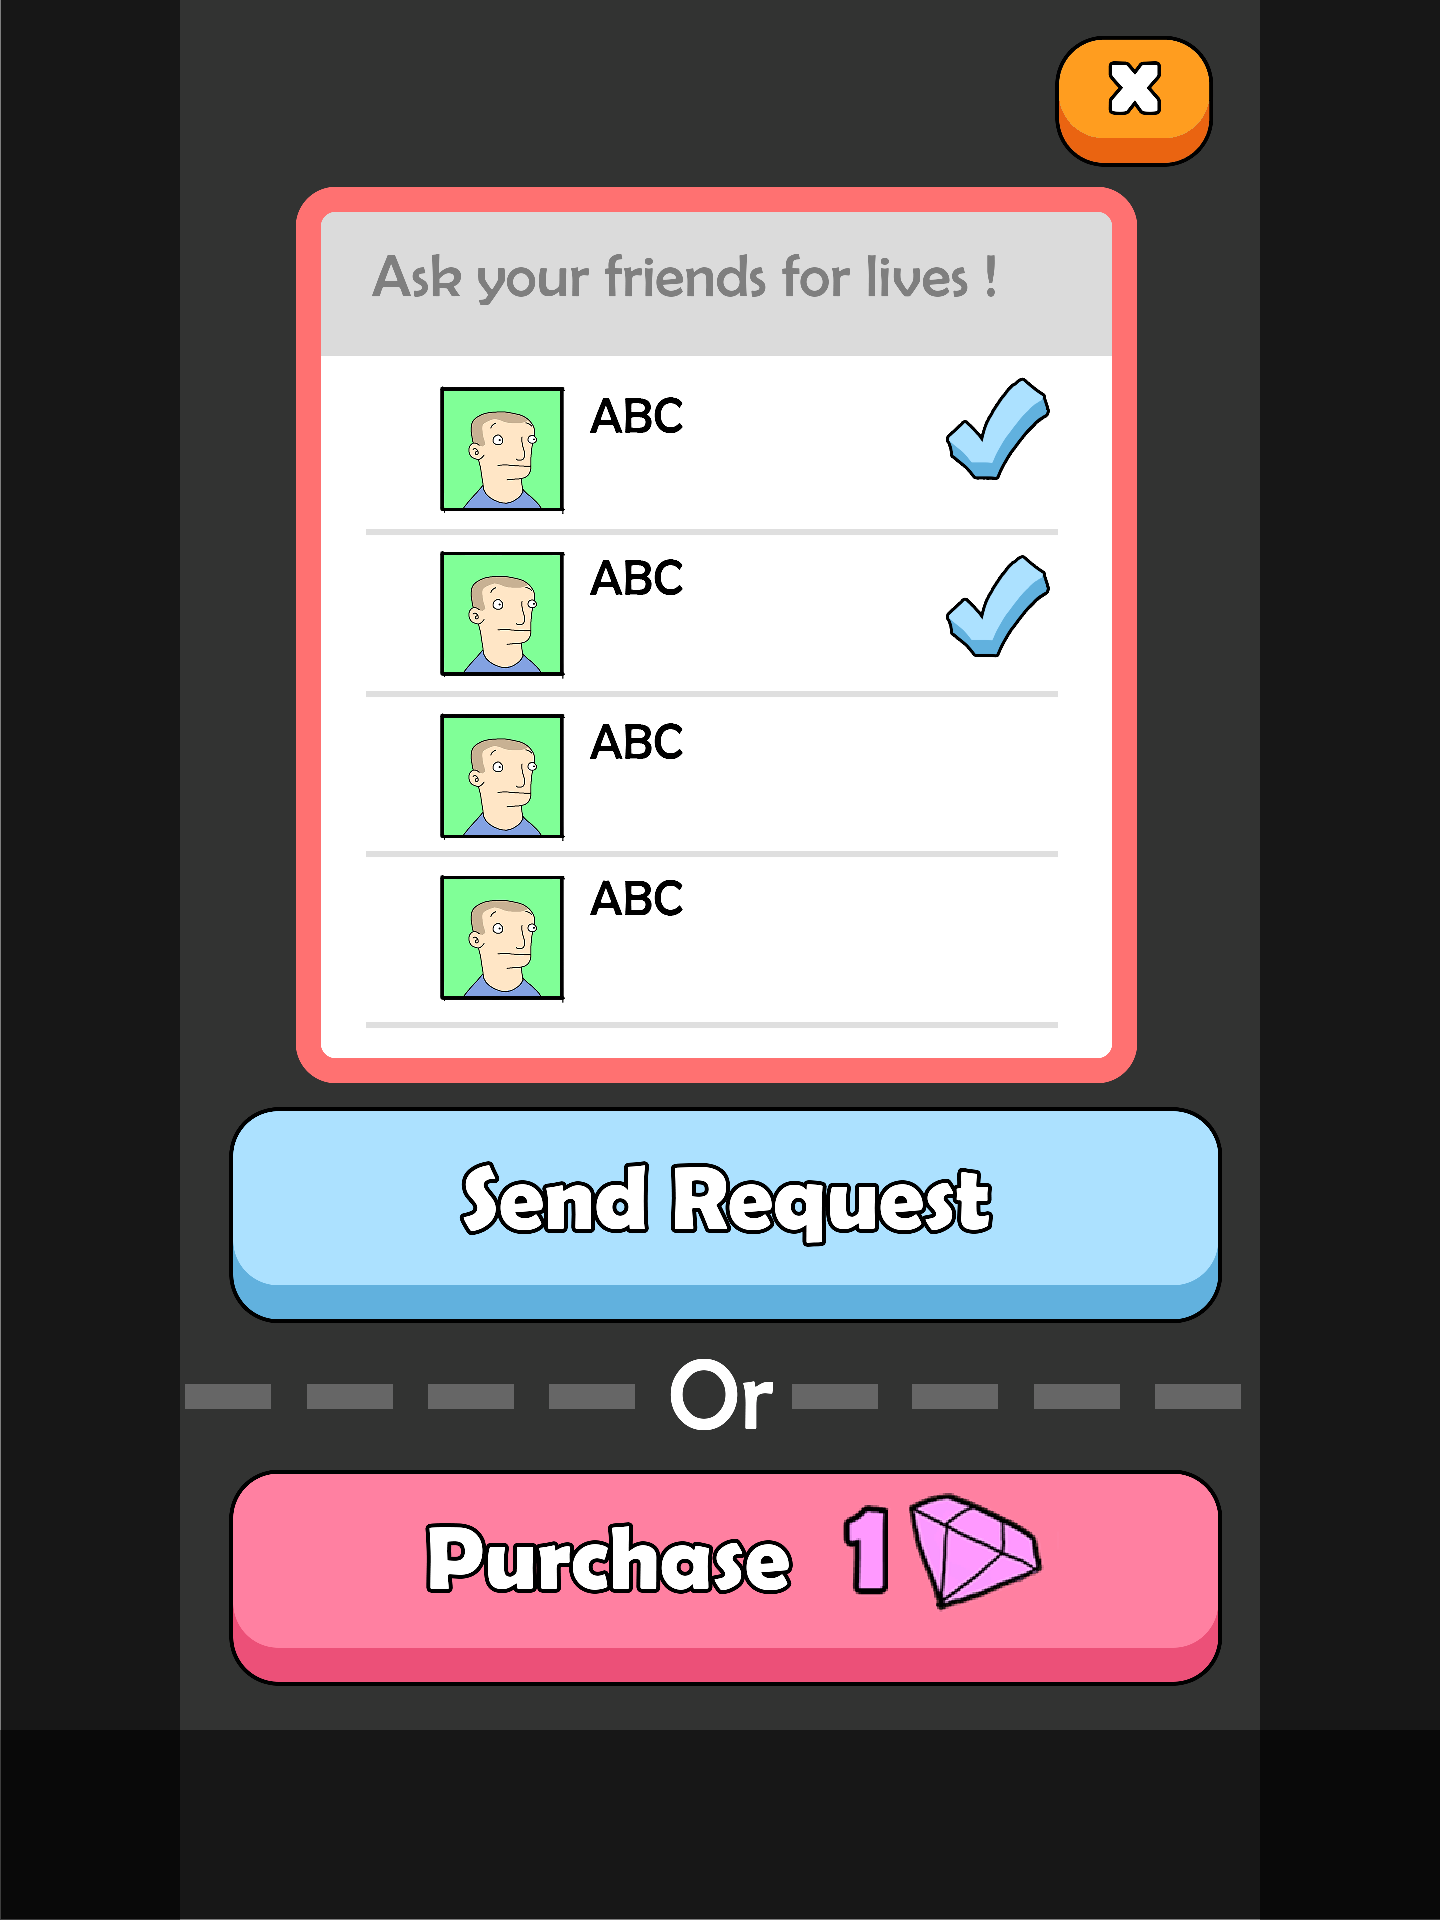 X
Ask your friends for lives !
ABC
ABC
ABC
ABC
Send Request
Or
Purchase 1